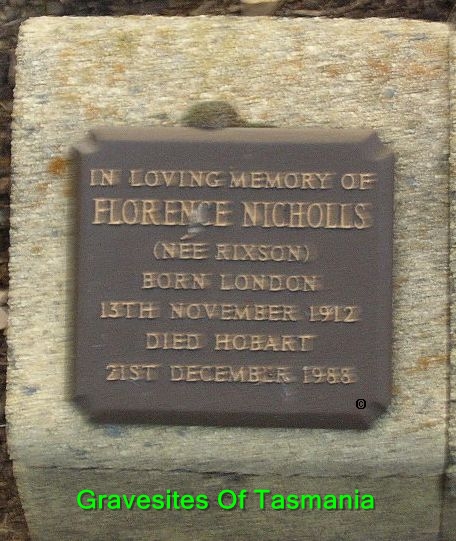 IN LOVING MEMORY OF
FLORENCE NICHOLLS
(NÉE RIXSON)
BORN LONDON
13TH NOVEMBER 1912
DIED HOBART
21ST DECEMBER 1988
©
Gravesites Of Tasmania